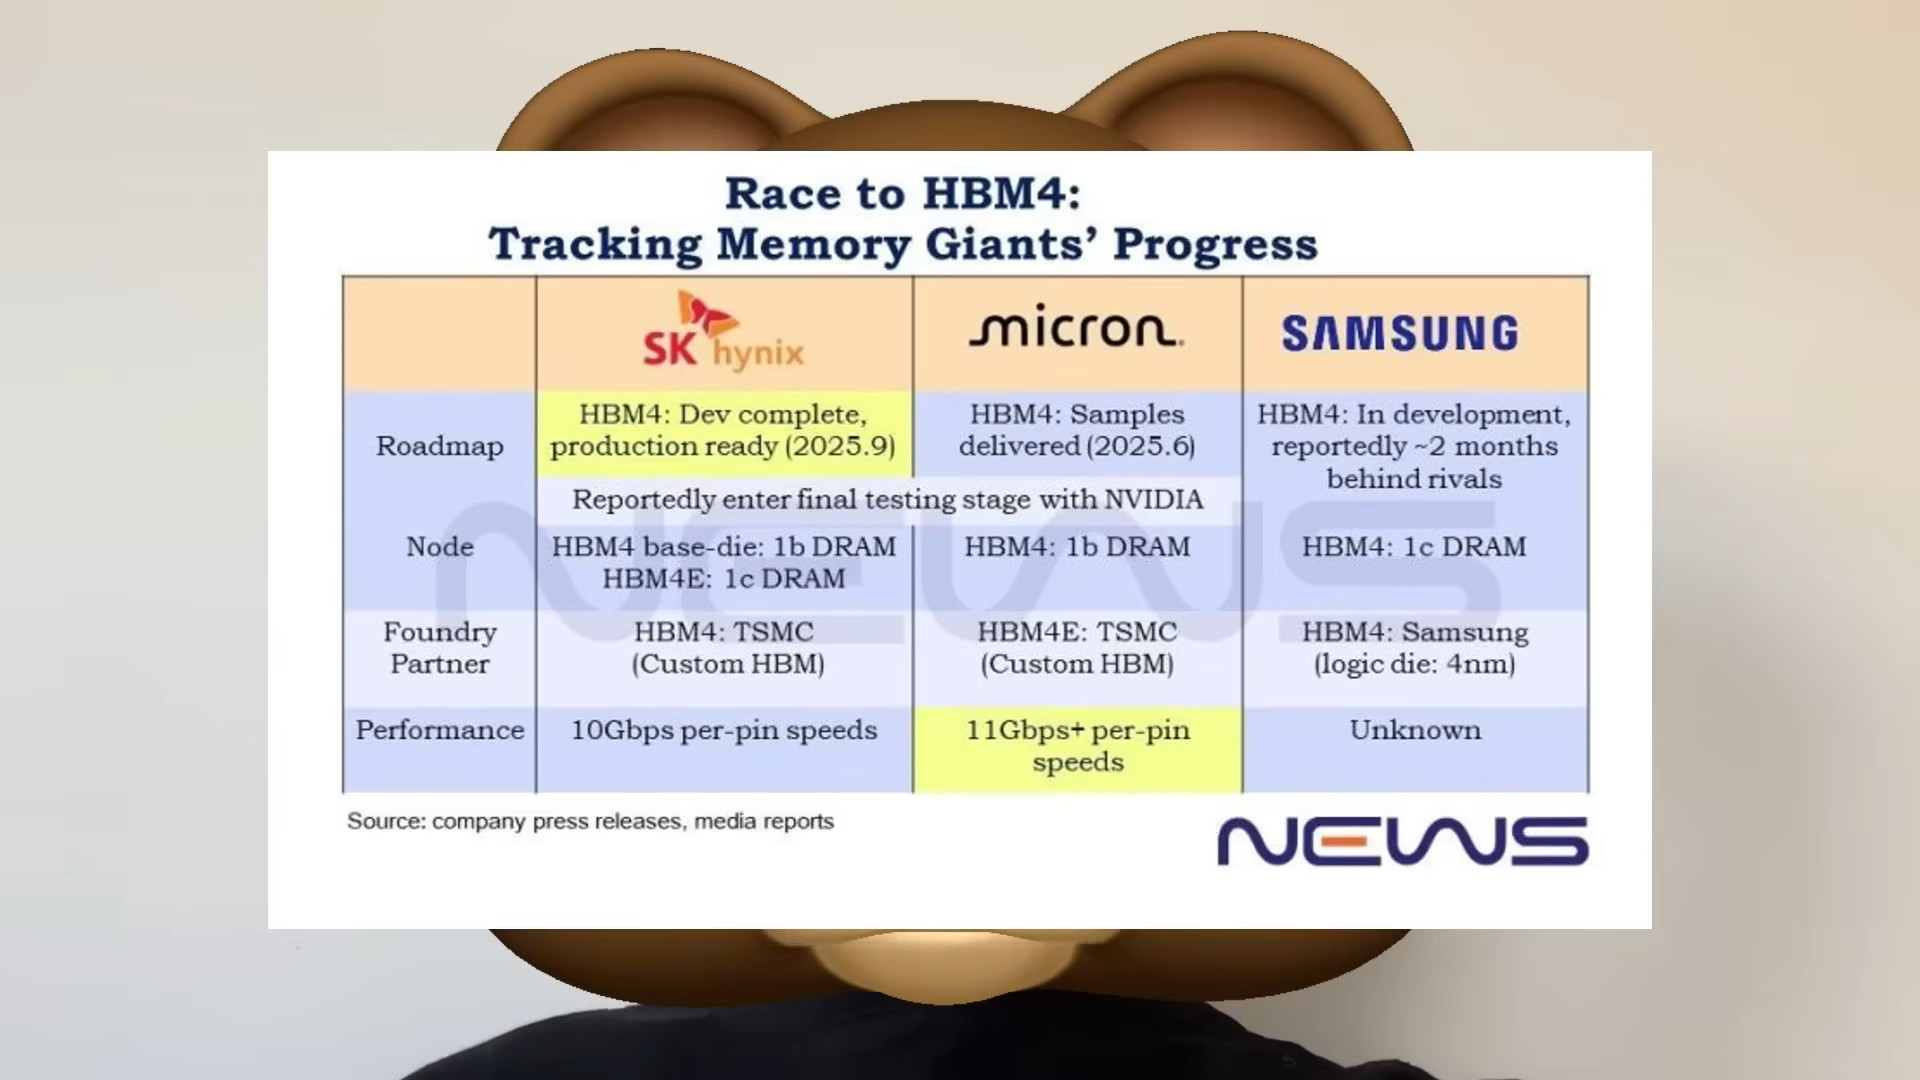 Race to HBM4:
Tracking Memory Giants’ Progress
SK hynix
micron
SAMSUNG
Roadmap
HBM4: Dev complete,
production ready (2025.9)
HBM4: Samples
delivered (2025.6)
HBM4: In development,
reportedly ~2 months
behind rivals
Reportedly enter final testing stage with NVIDIA
Node
HBM4 base-die: 1b DRAM
HBM4E: 1c DRAM
HBM4: 1b DRAM
HBM4: 1c DRAM
Foundry
Partner
HBM4: TSMC
(Custom HBM)
HBM4E: TSMC
(Custom HBM)
HBM4: Samsung
(logic die: 4nm)
Performance
10Gbps per-pin speeds
11Gbps+ per-pin
speeds
Unknown
Source: company press releases, media reports
NEWS
NEWS